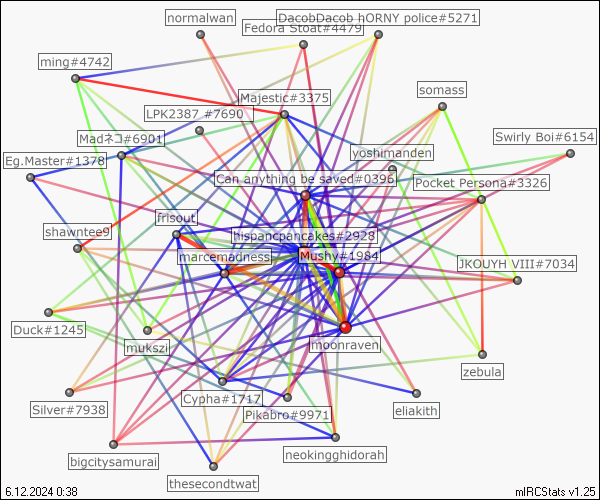 normalwan
DacobDacob hORNY police#5271
Fedora Stoat#4479
ming#4742
somass
Majestic#3375
LPK2387 #7690
Madネコ#6901
Swirly Boi#6154
yoshimanden
Eg.Master#1378
Can anything be saved#0396
Pocket Persona#3326
frisout
shawntee9
hispancpancakes#2928
marcemadness
Mushy#1984
JKOUYH VIII#7034
Duck#1245
mukszi
moonraven
zebula
Cypha#1717
eliakith
Silver#7938
Pikabro#9971
neokingghidorah
bigcitysamurai
thesecondtwat
6.12.2024 0:38
mIRCStats v1.25